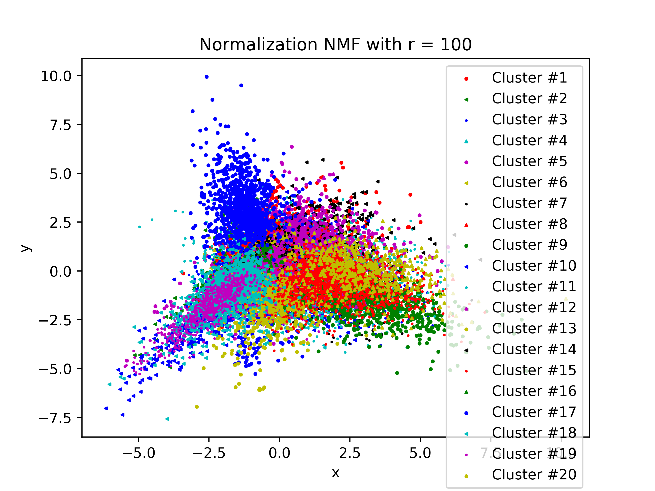 Normalization NMF with r = 100
10.0
7.5
5.0
2.5
0.0
−2.5
−5.0
−7.5
y
−5.0
−2.5
0.0
2.5
5.0
x
Cluster #1
Cluster #2
Cluster #3
Cluster #4
Cluster #5
Cluster #6
Cluster #7
Cluster #8
Cluster #9
Cluster #10
Cluster #11
Cluster #12
Cluster #13
Cluster #14
Cluster #15
Cluster #16
Cluster #17
Cluster #18
Cluster #19
Cluster #20